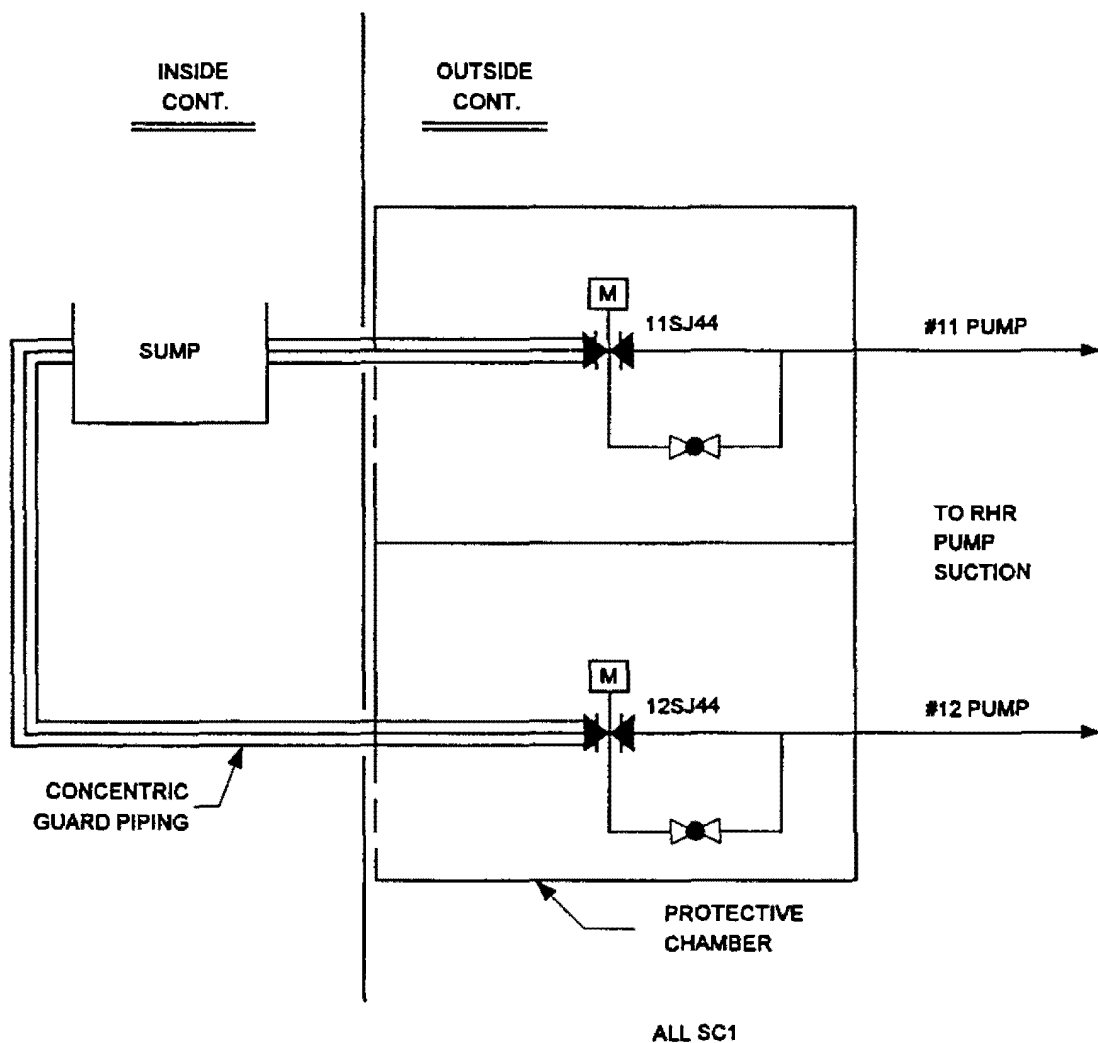 INSIDE
CONT.
OUTSIDE
CONT.
M
11SJ44
#11 PUMP
SUMP
TO RHR
PUMP
SUCTION
M
12SJ44
#12 PUMP
CONCENTRIC
GUARD PIPING
PROTECTIVE
CHAMBER
ALL SC1